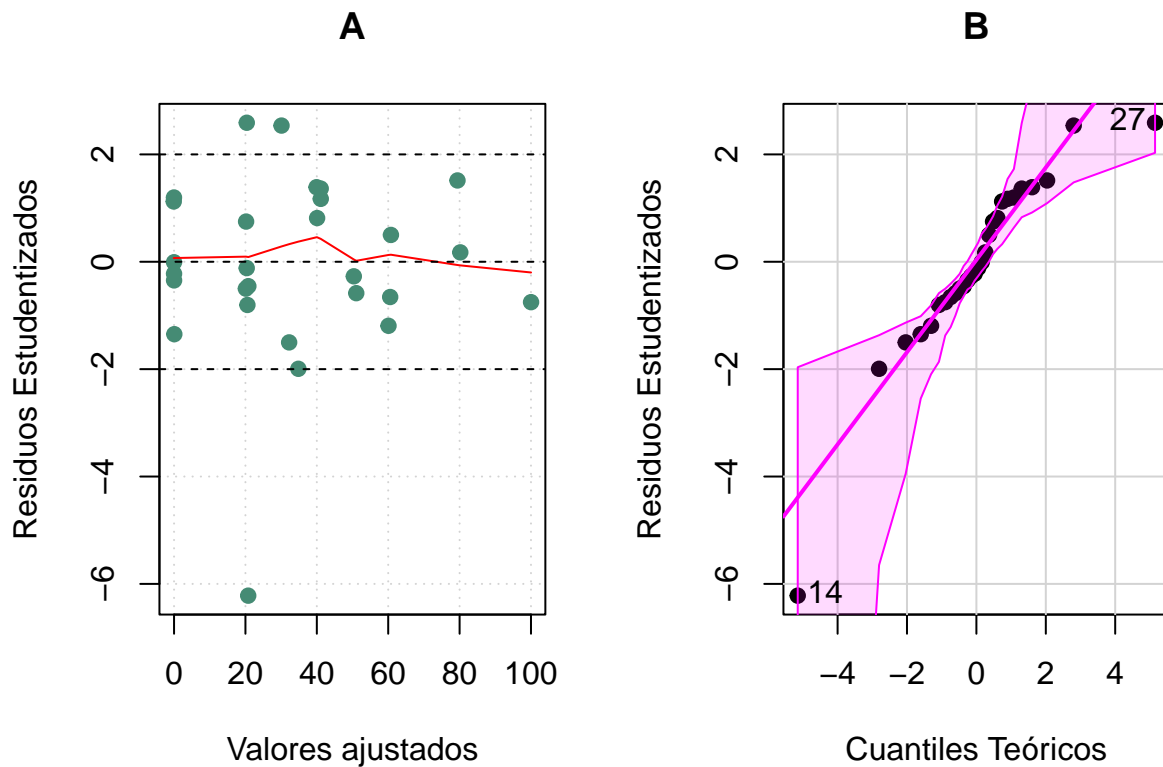 A
Residuos Estudentizados
2
0
−2
−4
−6
0 20 40 60 80 100
Valores ajustados
B
Residuos Estudentizados
2
0
−2
−4
−6
27
14
−4 −2 0 2 4
Cuantiles Teóricos